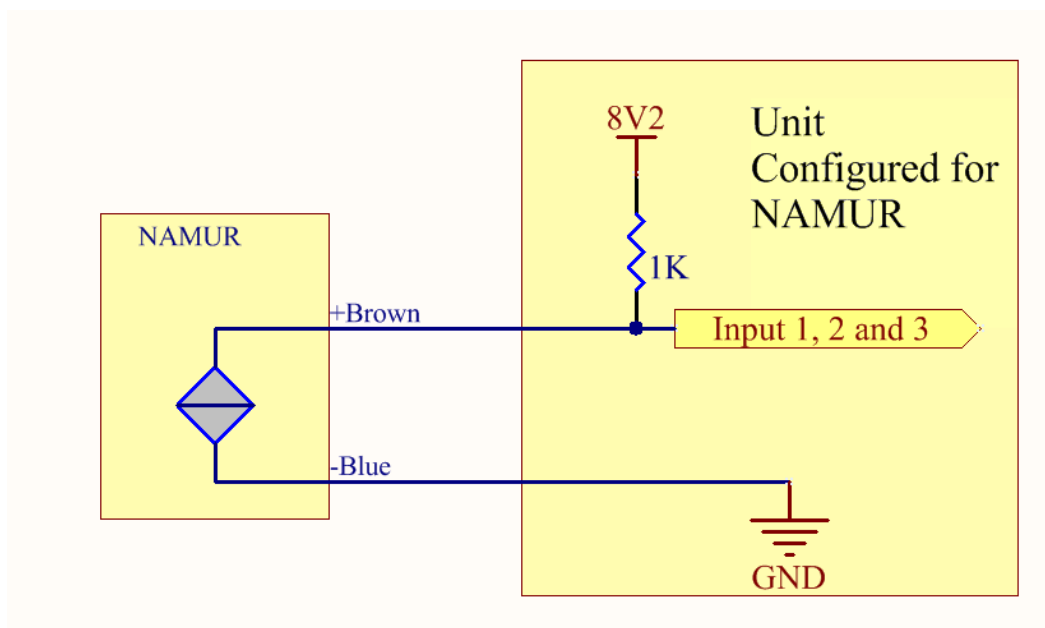 8V2
Unit
Configured for
NAMUR
NAMUR
1K
+Brown
Input 1, 2 and 3
-Blue
GND